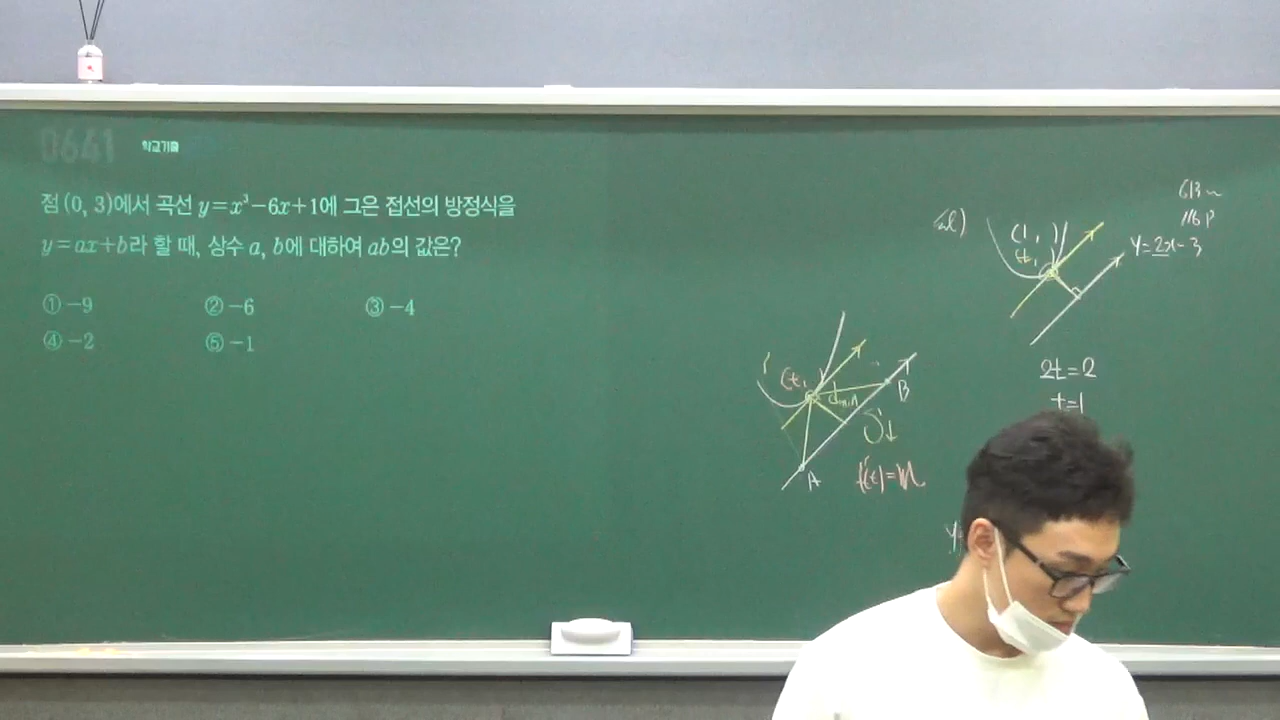 0641 학교기출
점 (0, 3)에서 곡선 y=x³-6x+1에 그은 접선의 방정식을
y=ax+b라 할 때, 상수 a, b에 대하여 ab의 값은?
① -9 ② -6 ③ -4
④ -2 ⑤ -1
613~
116p
(1, )
(t, )
y=2x-3
2t=2
t=1
(t, )
dmin
B
S↓
A
f'(t)=m
y=